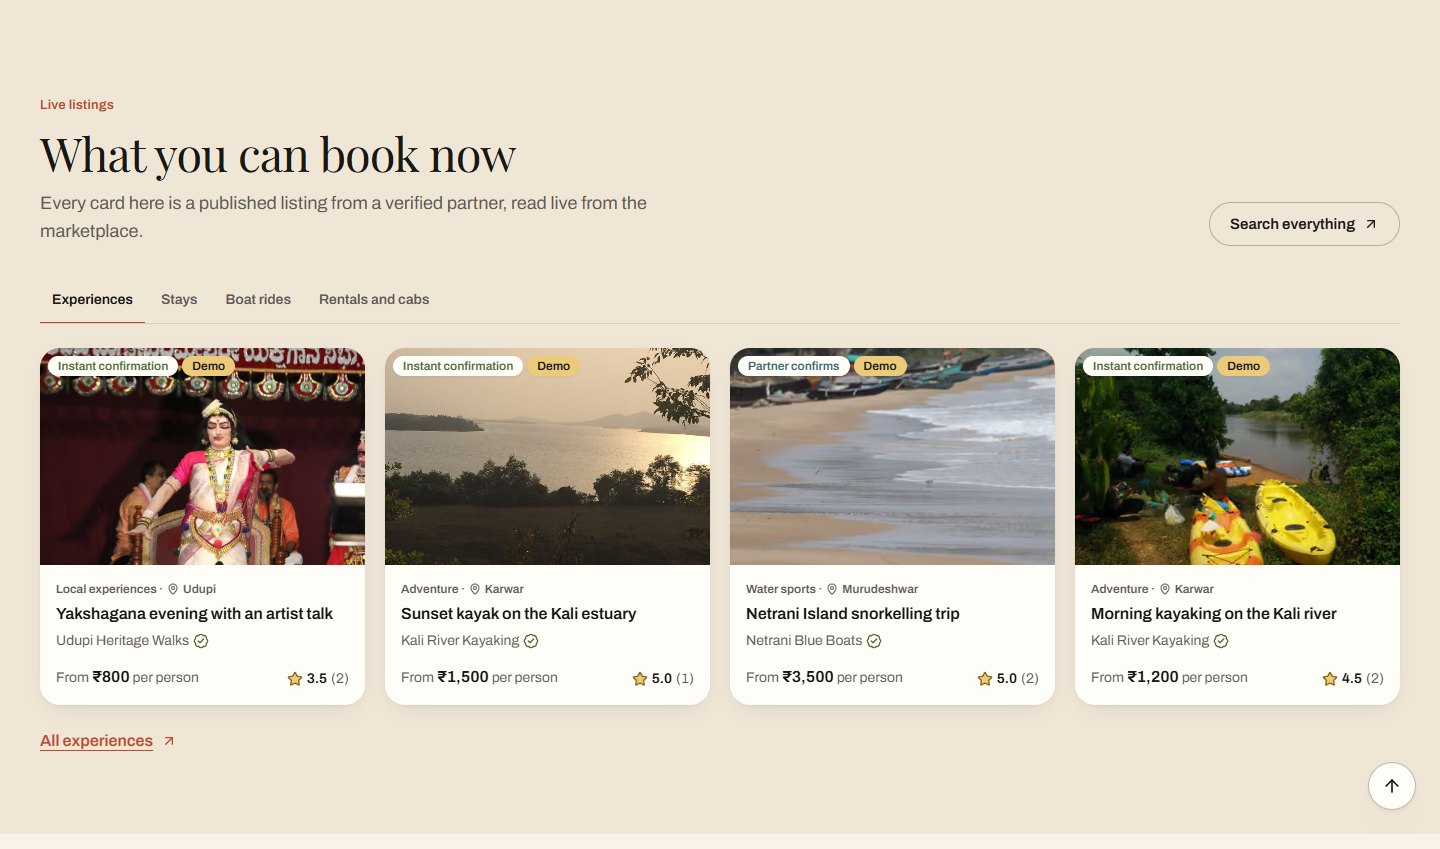 Live listings
What you can book now
Every card here is a published listing from a verified partner, read live from the
marketplace.
Search everything
Experiences
Stays
Boat rides
Rentals and cabs
Instant confirmation
Demo
Local experiences ·
Udupi
Yakshagana evening with an artist talk
Udupi Heritage Walks
From ₹800 per person
3.5 (2)
Instant confirmation
Demo
Adventure ·
Karwar
Sunset kayak on the Kali estuary
Kali River Kayaking
From ₹1,500 per person
5.0 (1)
Partner confirms
Demo
Water sports ·
Murudeshwar
Netrani Island snorkelling trip
Netrani Blue Boats
From ₹3,500 per person
5.0 (2)
Instant confirmation
Demo
Adventure ·
Karwar
Morning kayaking on the Kali river
Kali River Kayaking
From ₹1,200 per person
4.5 (2)
All experiences